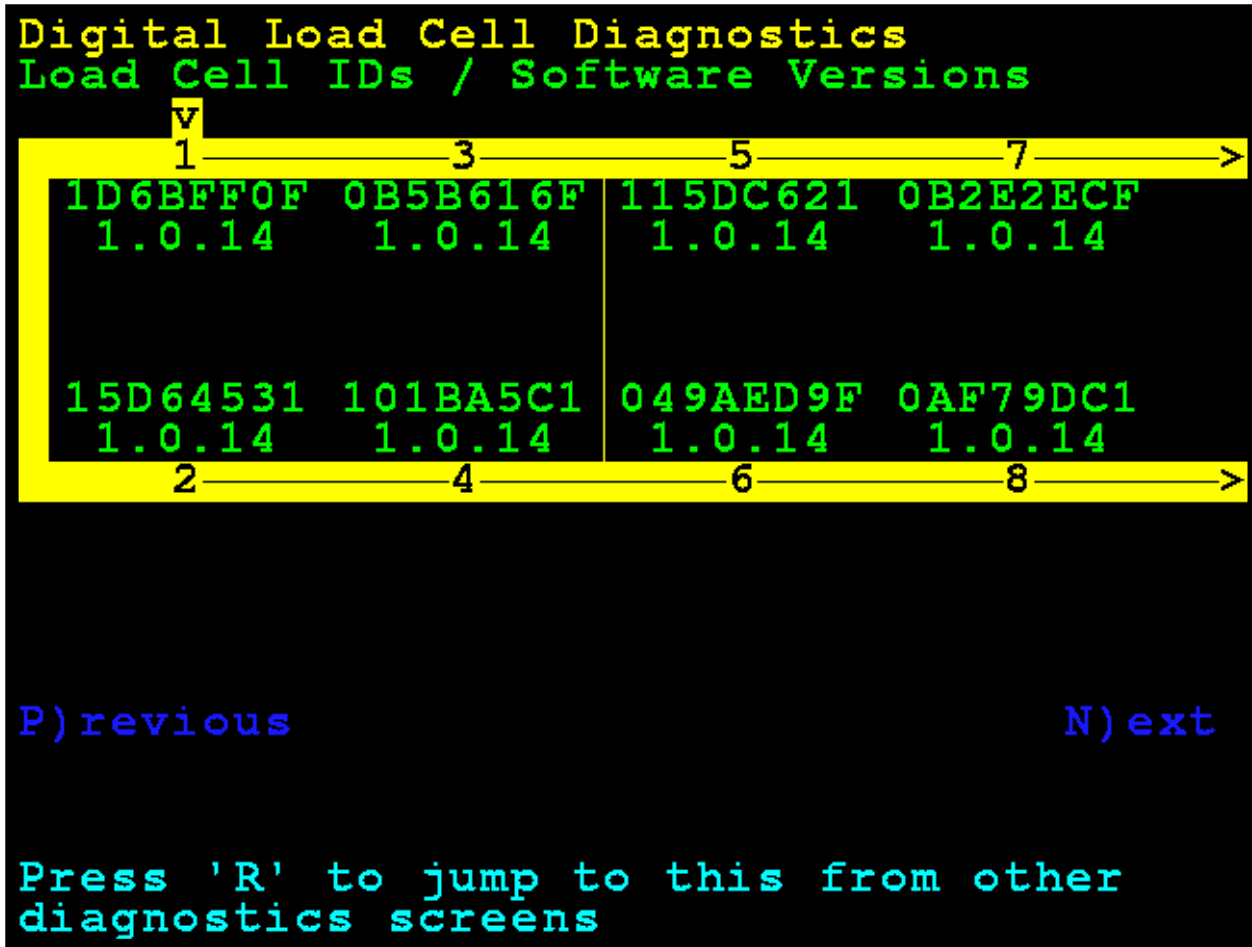 Digital Load Cell Diagnostics
Load Cell IDs / Software Versions
v
1 3 5 7 >
1D6BFF0F 0B5B616F 115DC621 0B2E2ECF
1.0.14 1.0.14 1.0.14 1.0.14
15D64531 101BA5C1 049AED9F 0AF79DC1
1.0.14 1.0.14 1.0.14 1.0.14
2 4 6 8 >
P)revious N)ext
Press 'R' to jump to this from other
diagnostics screens